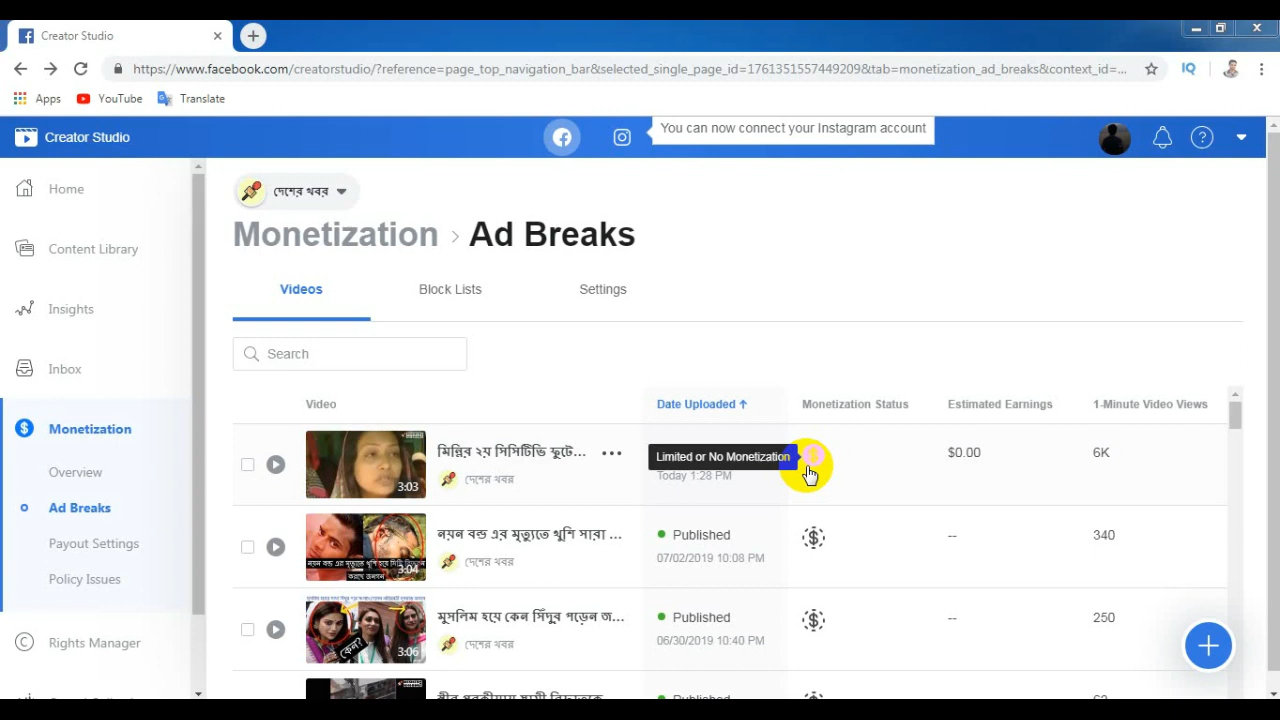 Creator Studio
https://www.facebook.com/creatorstudio/?reference=page_top_navigation_bar&selected_single_page_id=1761351557449209&tab=monetization_ad_breaks&context_id=...
IQ
Apps
YouTube
Translate
Creator Studio
You can now connect your Instagram account
Home
Content Library
Insights
Inbox
Monetization
Overview
Ad Breaks
Payout Settings
Policy Issues
Rights Manager
দেশের খবর
Monetization > Ad Breaks
Videos
Block Lists
Settings
Search
Video
Date Uploaded ↑
Monetization Status
Estimated Earnings
1-Minute Video Views
3:03
মিন্নির ২য় সিসিটিভি ফুটে...
দেশের খবর
Limited or No Monetization
Today 1:28 PM
$0.00
6K
3:04
নয়ন বন্ড এর মৃত্যুতে খুশি সারা ...
দেশের খবর
Published
07/02/2019 10:08 PM
--
340
কেন?
3:06
মুসলিম হয়ে কেন সিঁদুর পড়েন জ...
দেশের খবর
Published
06/30/2019 10:40 PM
--
250
Published